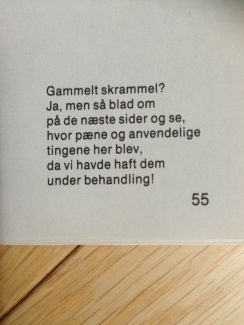 Gammelt skrammel?
Ja, men så blad om
på de næste sider og se,
hvor pæne og anvendelige
tingene her blev,
da vi havde haft dem
under behandling!
55